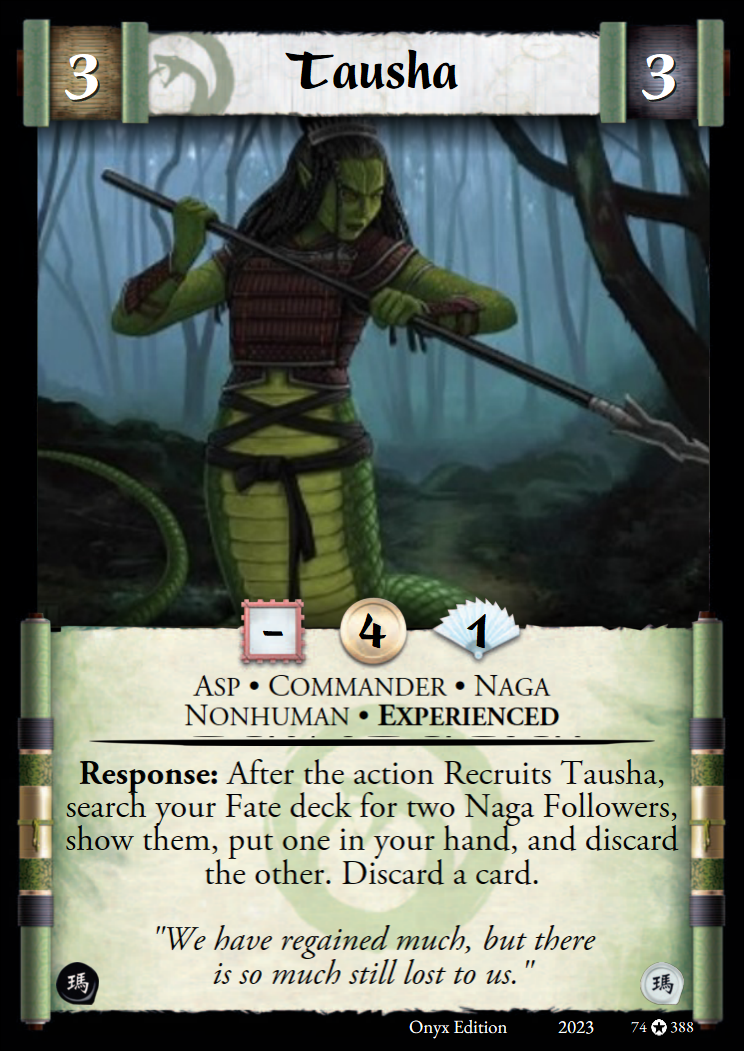 3 Tausha 3
- 4 1
Asp • Commander • Naga
Nonhuman • Experienced
Response: After the action Recruits Tausha,
search your Fate deck for two Naga Followers,
show them, put one in your hand, and discard
the other. Discard a card.
"We have regained much, but there
is so much still lost to us."
瑪 瑪
Onyx Edition 2023 74 ✪ 388